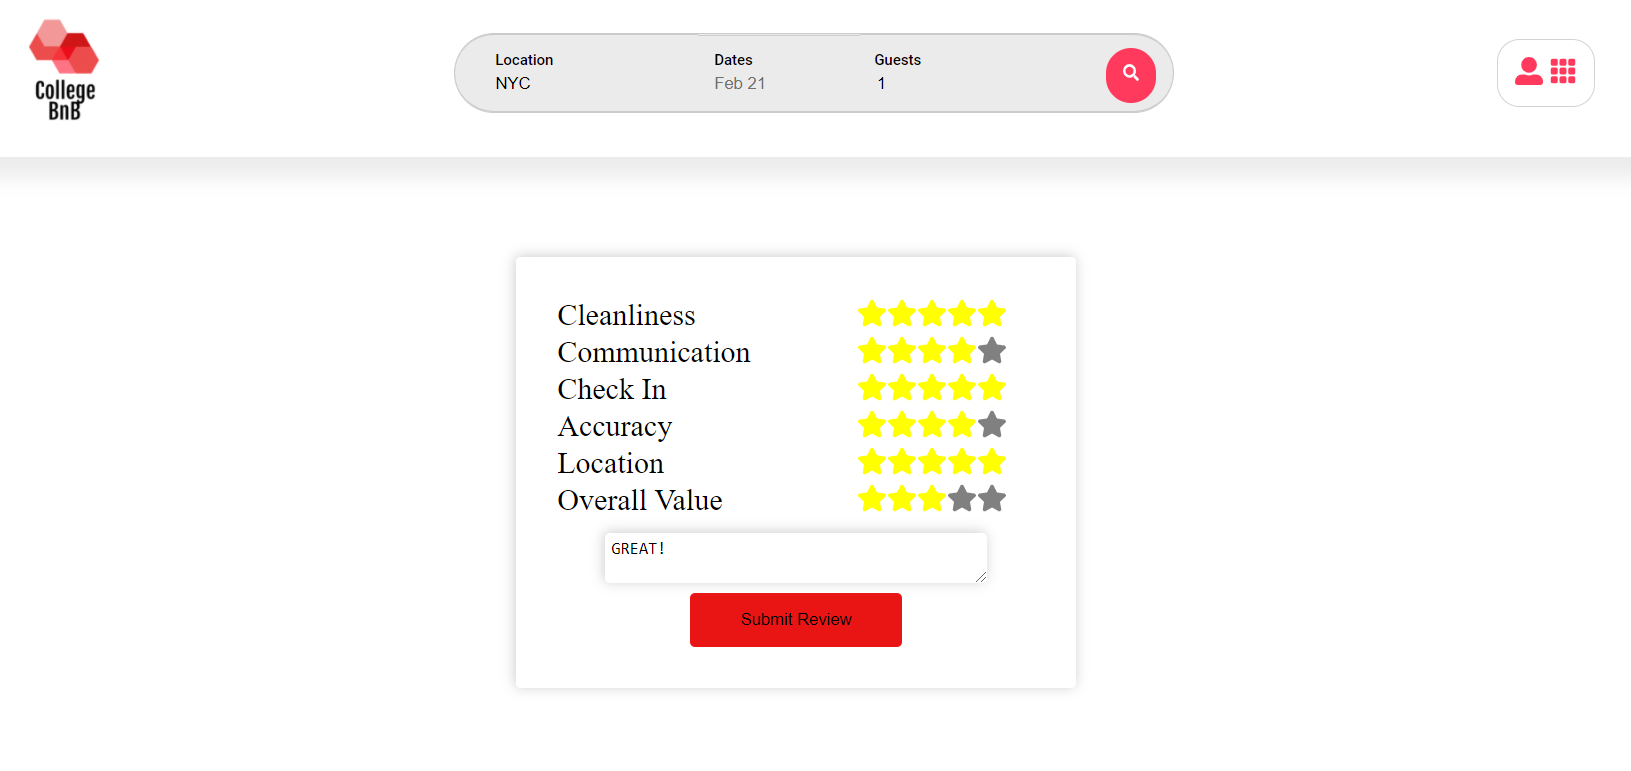 College
BnB
Location
NYC
Dates
Feb 21
Guests
1
Cleanliness
Communication
Check In
Accuracy
Location
Overall Value
GREAT!
Submit Review